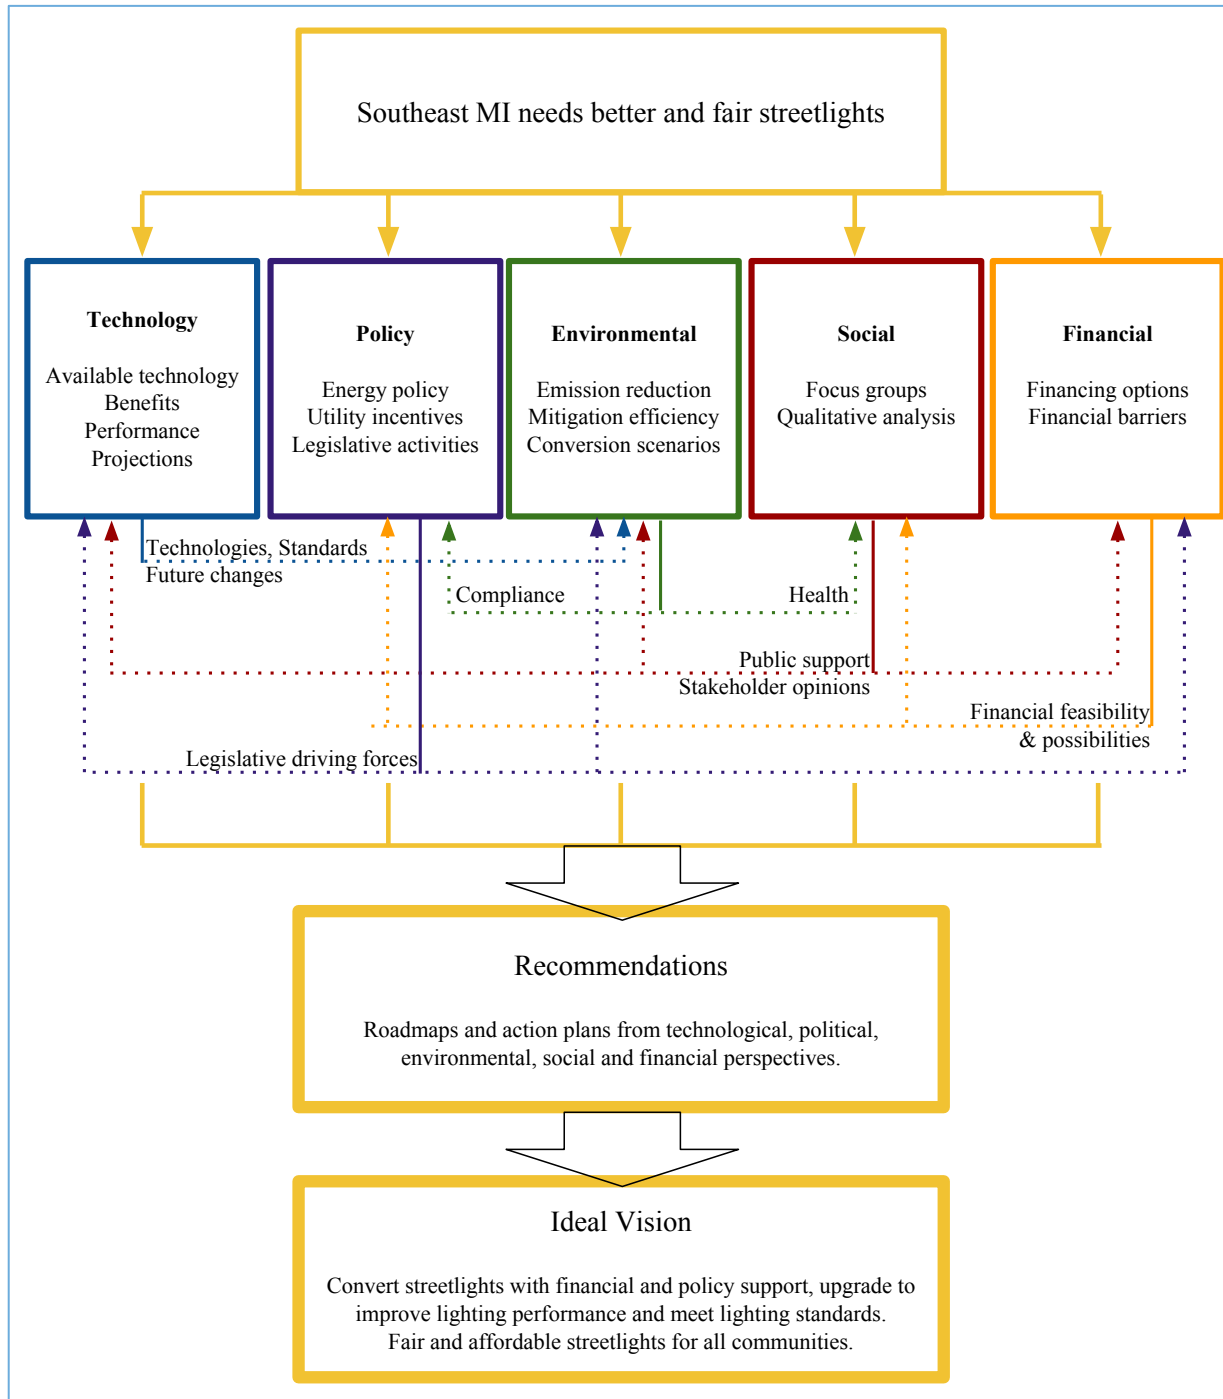 Southeast MI needs better and fair streetlights
Technology
Available technology
Benefits
Performance
Projections
Policy
Energy policy
Utility incentives
Legislative activities
Environmental
Emission reduction
Mitigation efficiency
Conversion scenarios
Social
Focus groups
Qualitative analysis
Financial
Financing options
Financial barriers
Technologies, Standards
Future changes
Compliance
Health
Public support
Stakeholder opinions
Financial feasibility
& possibilities
Legislative driving forces
Recommendations
Roadmaps and action plans from technological, political,
environmental, social and financial perspectives.
Ideal Vision
Convert streetlights with financial and policy support, upgrade to
improve lighting performance and meet lighting standards.
Fair and affordable streetlights for all communities.